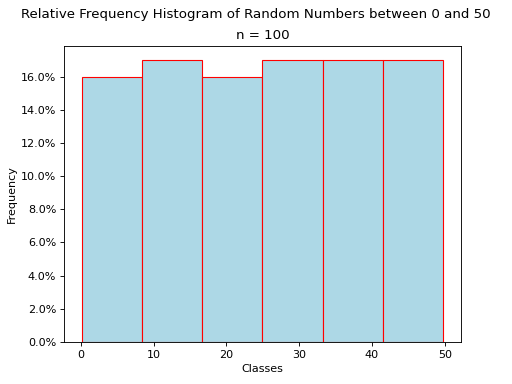 Relative Frequency Histogram of Random Numbers between 0 and 50
n = 100
16.0%
14.0%
12.0%
10.0%
8.0%
6.0%
4.0%
2.0%
0.0%
Frequency
0 10 20 30 40 50
Classes